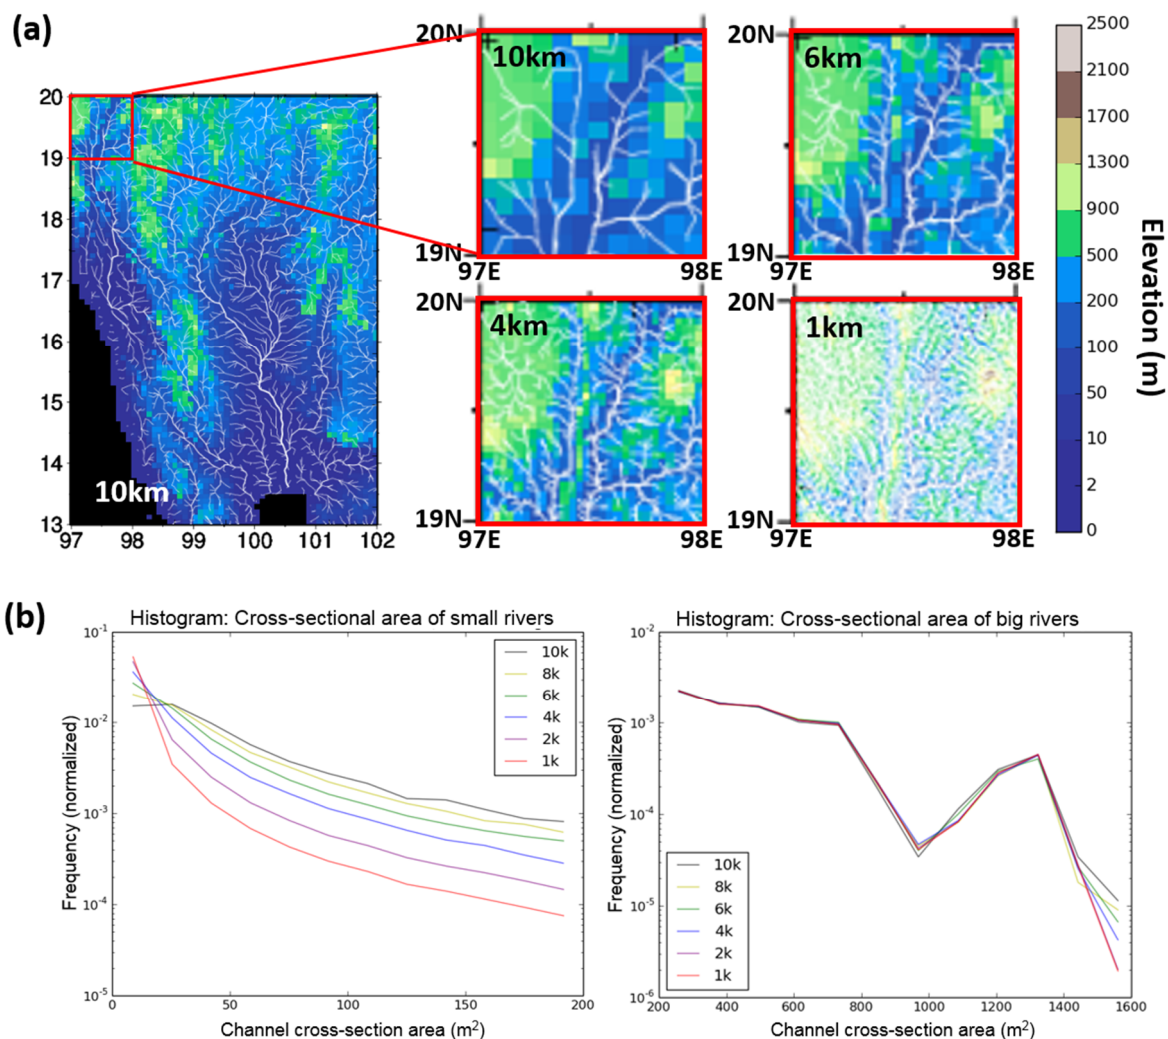 (a)
20
19
18
17
16
15
14
13
97 98 99 100 101 102
10km
20N
10km
19N
97E 98E
20N
6km
19N
97E 98E
20N
4km
19N
97E 98E
20N
1km
19N
97E 98E
2500
2100
1700
1300
900
500
200
100
50
10
2
0
Elevation (m)
(b)
Histogram: Cross-sectional area of small rivers
10-1
10-2
10-3
10-4
10-5
Frequency (normalized)
10k
8k
6k
4k
2k
1k
0 50 100 150 200
Channel cross-section area (m2)
Histogram: Cross-sectional area of big rivers
10-2
10-3
10-4
10-5
10-6
Frequency (normalized)
10k
8k
6k
4k
2k
1k
200 400 600 800 1000 1200 1400 1600
Channel cross-section area (m2)